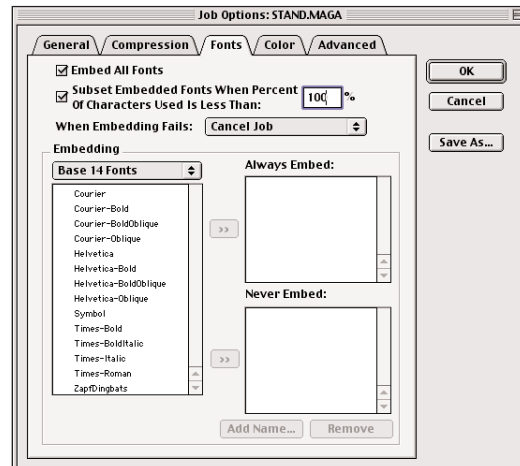 Job Options: STAND.MAGA
General
Compression
Fonts
Color
Advanced
Embed All Fonts
Subset Embedded Fonts When Percent
Of Characters Used Is Less Than:
100 %
When Embedding Fails: Cancel Job
OK
Cancel
Save As...
Embedding
Base 14 Fonts
Courier
Courier-Bold
Courier-BoldOblique
Courier-Oblique
Helvetica
Helvetica-Bold
Helvetica-BoldOblique
Helvetica-Oblique
Symbol
Times-Bold
Times-BoldItalic
Times-Italic
Times-Roman
ZapfDingbats
>>
>>
Always Embed:
Never Embed:
Add Name...
Remove